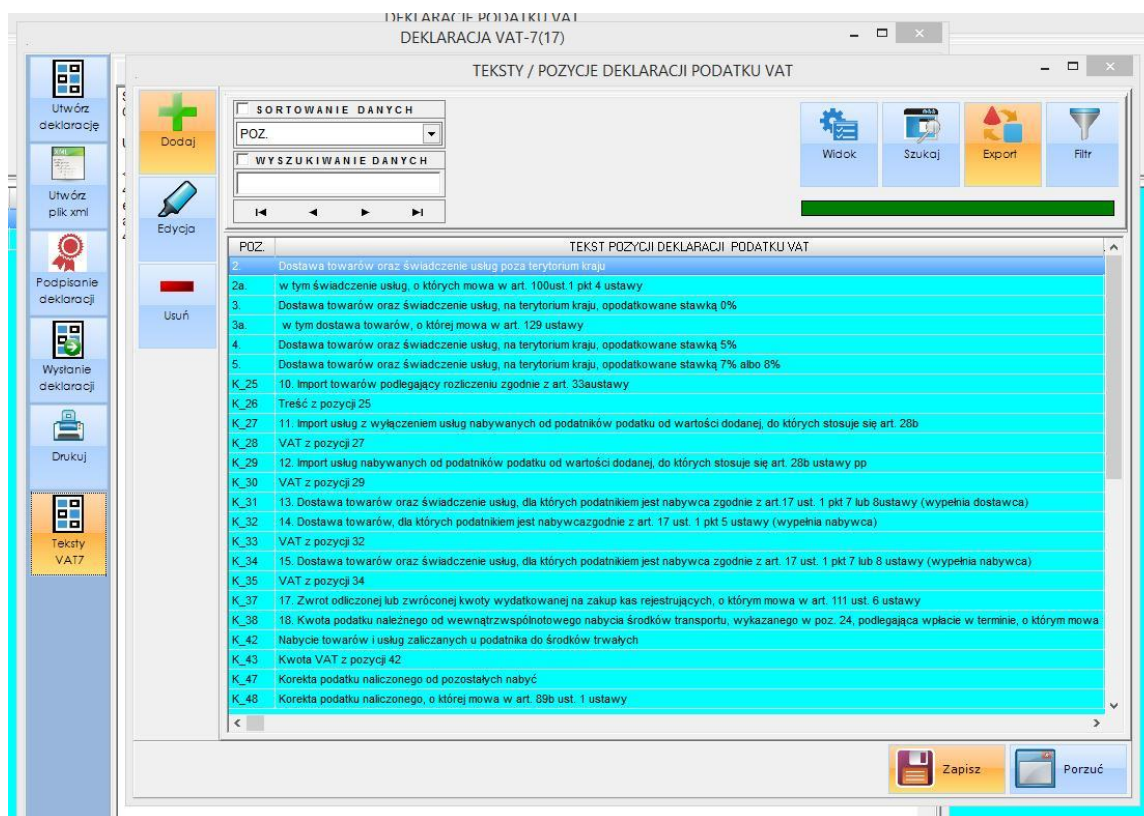 DEKLARACJE PODATKU VAT
DEKLARACJA VAT-7(17)
TEKSTY / POZYCJE DEKLARACJI PODATKU VAT
Utwórz
deklarację
XML
Utwórz
plik xml
Podpisanie
deklaracji
Wysłanie
deklaracji
Drukuj
Teksty
VAT7
Dodaj
Edycja
Usuń
SORTOWANIE DANYCH
POZ.
WYSZUKIWANIE DANYCH
Widok
Szukaj
Export
Filtr
POZ. TEKST POZYCJI DEKLARACJI PODATKU VAT
2. Dostawa towarów oraz świadczenie usług poza terytorium kraju
2a. w tym świadczenie usług, o których mowa w art. 100ust.1 pkt 4 ustawy
3. Dostawa towarów oraz świadczenie usług, na terytorium kraju, opodatkowane stawką 0%
3a. w tym dostawa towarów, o której mowa w art. 129 ustawy
4. Dostawa towarów oraz świadczenie usług, na terytorium kraju, opodatkowane stawką 5%
5. Dostawa towarów oraz świadczenie usług, na terytorium kraju, opodatkowane stawką 7% albo 8%
K_25 10. Import towarów podlegający rozliczeniu zgodnie z art. 33austawy
K_26 Treść z pozycji 25
K_27 11. Import usług z wyłączeniem usług nabywanych od podatników podatku od wartości dodanej, do których stosuje się art. 28b
K_28 VAT z pozycji 27
K_29 12. Import usług nabywanych od podatników podatku od wartości dodanej, do których stosuje się art. 28b ustawy pp
K_30 VAT z pozycji 29
K_31 13. Dostawa towarów oraz świadczenie usług, dla których podatnikiem jest nabywca zgodnie z art.17 ust. 1 pkt 7 lub 8ustawy (wypełnia dostawca)
K_32 14. Dostawa towarów, dla których podatnikiem jest nabywcazgodnie z art. 17 ust. 1 pkt 5 ustawy (wypełnia nabywca)
K_33 VAT z pozycji 32
K_34 15. Dostawa towarów oraz świadczenie usług, dla których podatnikiem jest nabywca zgodnie z art. 17 ust. 1 pkt 7 lub 8 ustawy (wypełnia nabywca)
K_35 VAT z pozycji 34
K_37 17. Zwrot odliczonej lub zwróconej kwoty wydatkowanej na zakup kas rejestrujących, o którym mowa w art. 111 ust. 6 ustawy
K_38 18. Kwota podatku należnego od wewnątrzwspólnotowego nabycia środków transportu, wykazanego w poz. 24, podlegająca wpłacie w terminie, o którym mowa
K_42 Nabycie towarów i usług zaliczanych u podatnika do środków trwałych
K_43 Kwota VAT z pozycji 42
K_47 Korekta podatku naliczonego od pozostałych nabyć
K_48 Korekta podatku naliczonego, o której mowa w art. 89b ust. 1 ustawy
Zapisz
Porzuć